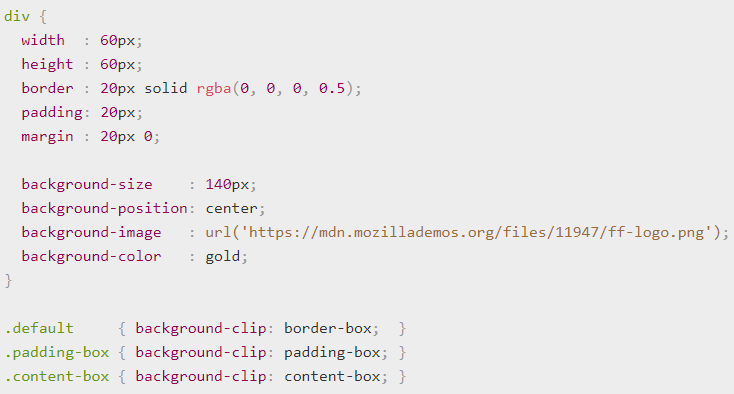 div {
  width  : 60px;
  height : 60px;
  border : 20px solid rgba(0, 0, 0, 0.5);
  padding: 20px;
  margin : 20px 0;

  background-size    : 140px;
  background-position: center;
  background-image   : url('https://mdn.mozillademos.org/files/11947/ff-logo.png');
  background-color   : gold;
}

.default     { background-clip: border-box;  }
.padding-box { background-clip: padding-box; }
.content-box { background-clip: content-box; }